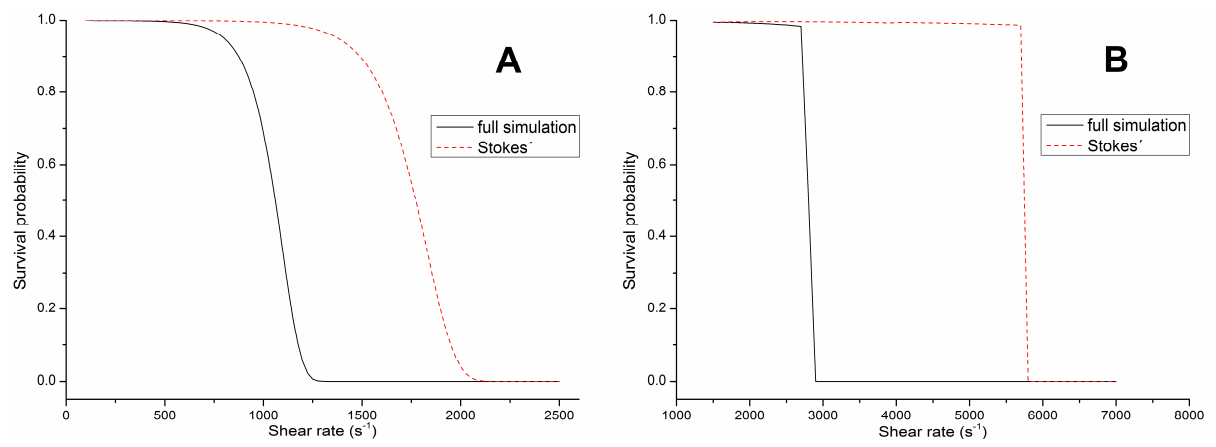 A
full simulation
Stokes´
Survival probability
1.0
0.8
0.6
0.4
0.2
0.0
0
500
1000
1500
2000
2500
Shear rate (s⁻¹)
B
full simulation
Stokes´
Survival probability
1.0
0.8
0.6
0.4
0.2
0.0
1000
2000
3000
4000
5000
6000
7000
8000
Shear rate (s⁻¹)